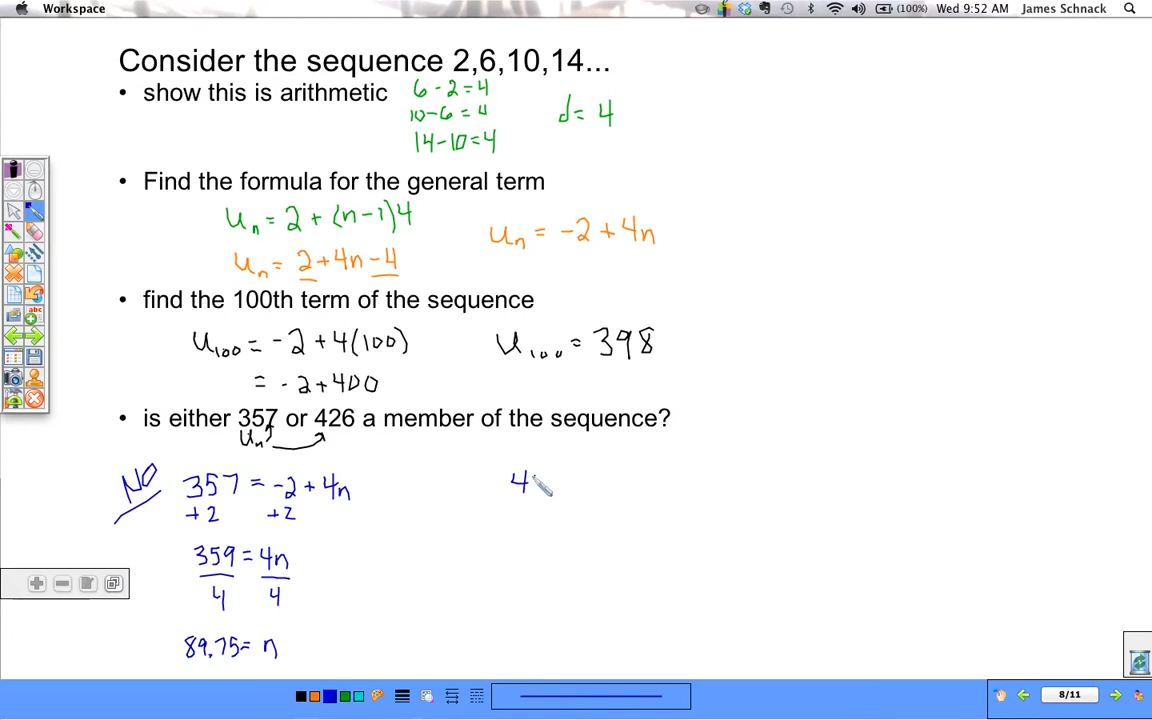 Workspace (100%) Wed 9:52 AM James Schnack
Consider the sequence 2,6,10,14...
• show this is arithmetic
6 - 2 = 4
10 - 6 = 4
14 - 10 = 4
d = 4
• Find the formula for the general term
un = 2 + (n - 1)4
un = 2 + 4n - 4
un = -2 + 4n
• find the 100th term of the sequence
u100 = -2 + 4(100)
= -2 + 400
u100 = 398
• is either 357 or 426 a member of the sequence?
un
NO
357 = -2 + 4n
+2 +2
359 = 4n
4 4
89.75 = n
4
abc
8/11